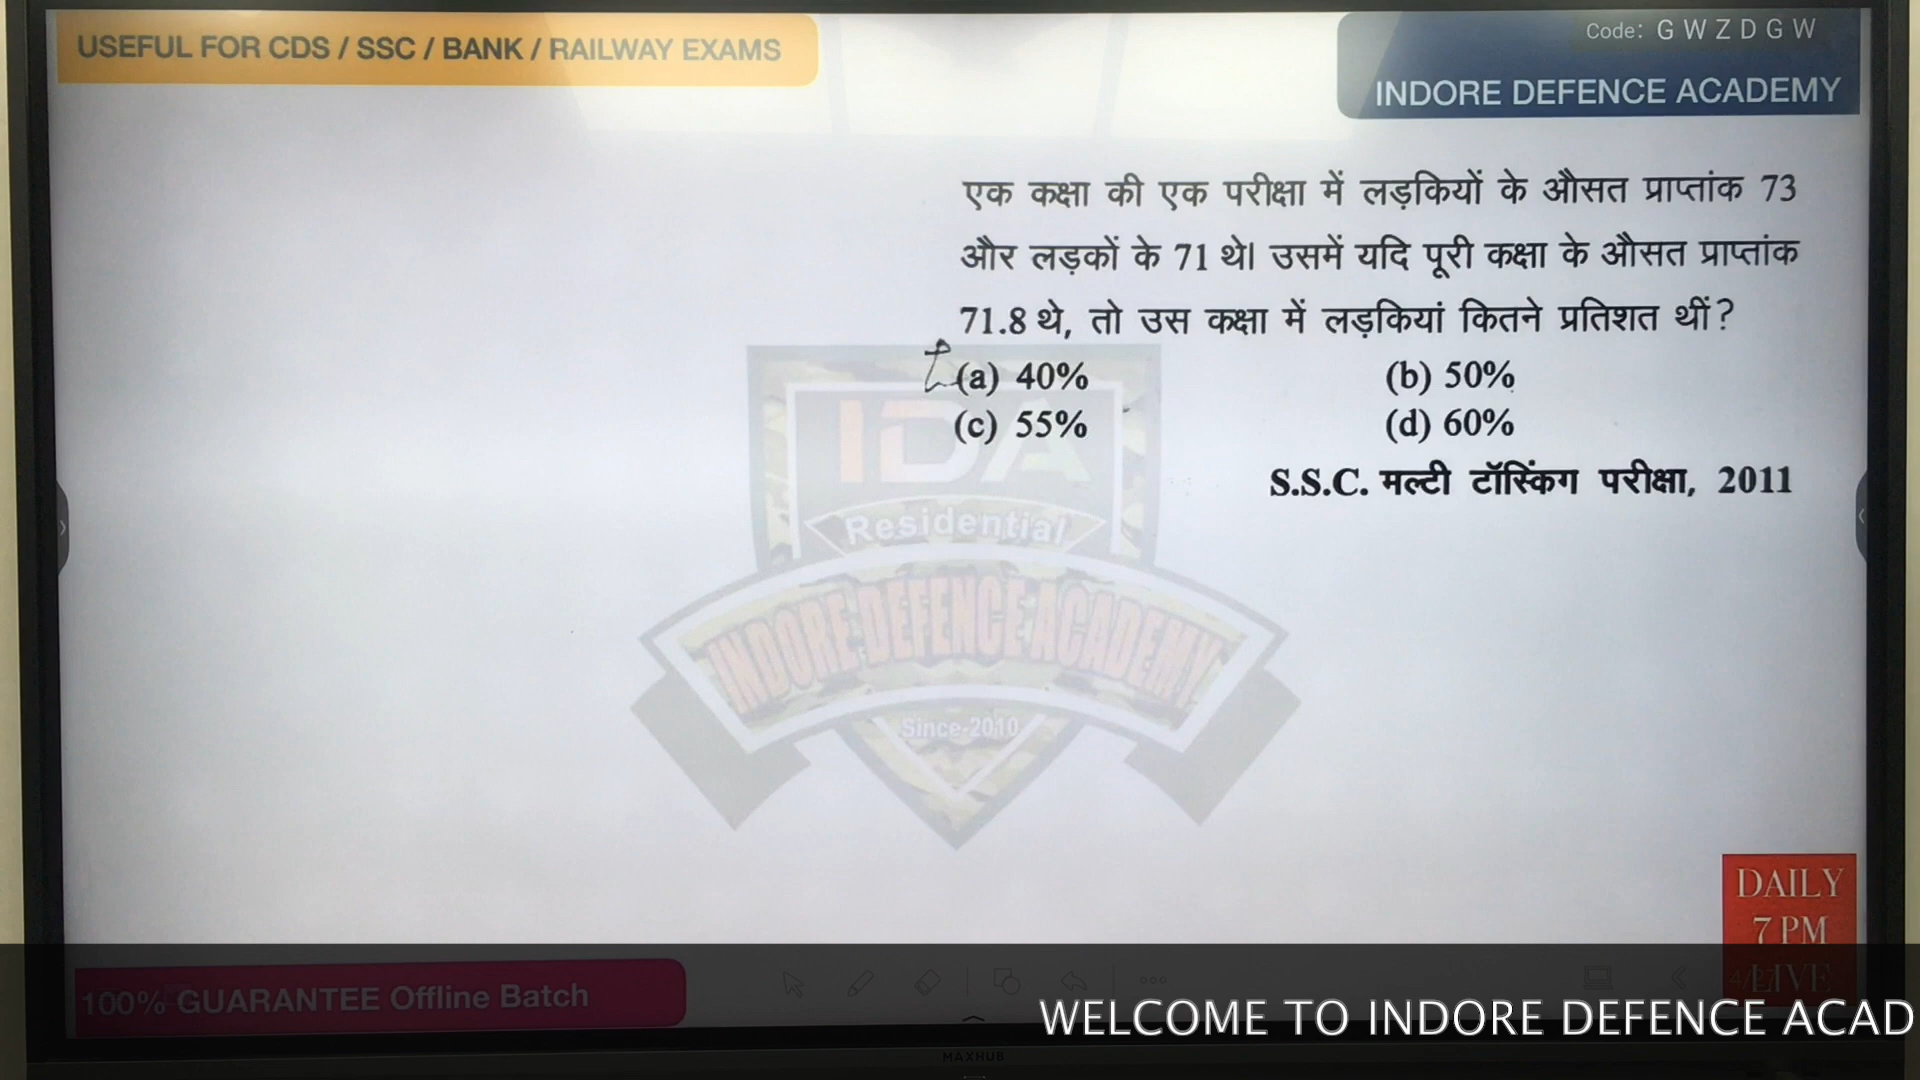 USEFUL FOR CDS / SSC / BANK / RAILWAY EXAMS
Code: G W Z D G W
INDORE DEFENCE ACADEMY
एक कक्षा की एक परीक्षा में लड़कियों के औसत प्राप्तांक 73
और लड़कों के 71 थे। उसमें यदि पूरी कक्षा के औसत प्राप्तांक
71.8 थे, तो उस कक्षा में लड़कियां कितने प्रतिशत थीं?
(a) 40% (b) 50%
(c) 55% (d) 60%
S.S.C. मल्टी टॉस्किंग परीक्षा, 2011
IDA
Residential
INDORE DEFENCE ACADEMY
Since-2010
DAILY
7 PM
LIVE
100% GUARANTEE Offline Batch
WELCOME TO INDORE DEFENCE ACAD
MAXHUB